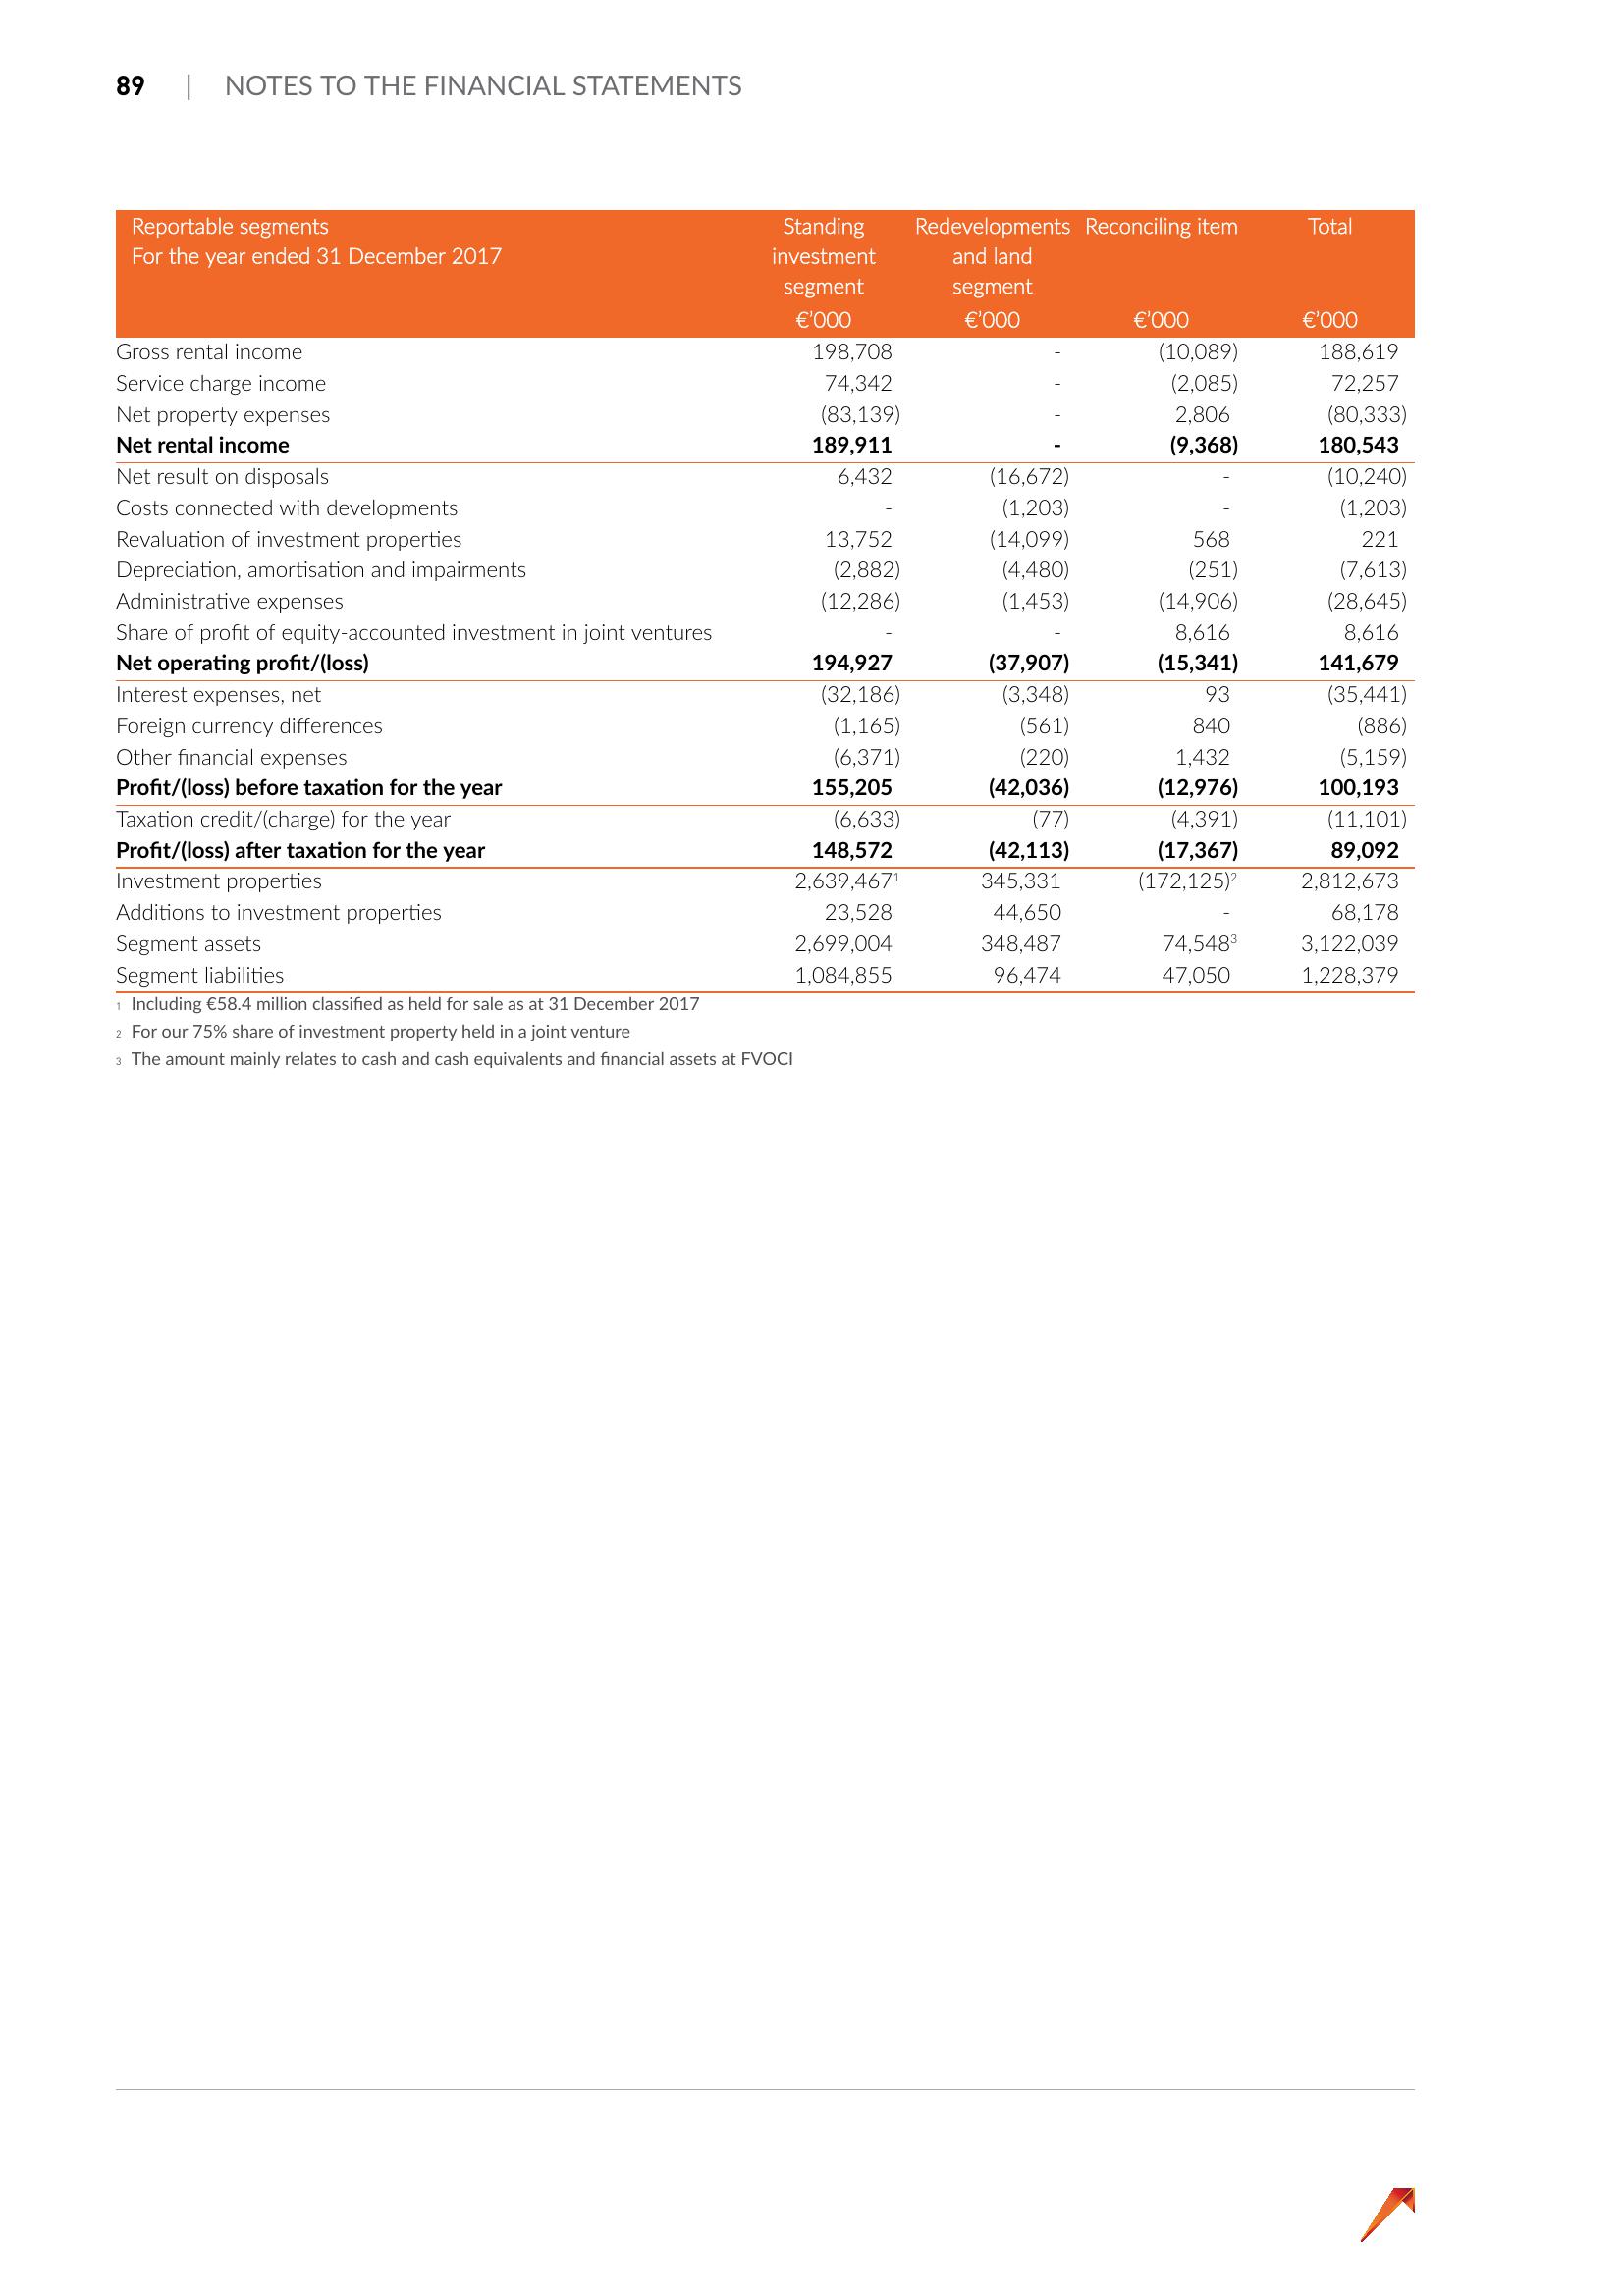 89 | NOTES TO THE FINANCIAL STATEMENTS
Reportable segments Standing Redevelopments Reconciling item Total
For the year ended 31 December 2017 investment and land
segment segment
€’000 €’000 €’000 €’000
Gross rental income 198,708 - (10,089) 188,619
Service charge income 74,342 - (2,085) 72,257
Net property expenses (83,139) - 2,806 (80,333)
Net rental income 189,911 - (9,368) 180,543
Net result on disposals 6,432 (16,672) - (10,240)
Costs connected with developments - (1,203) - (1,203)
Revaluation of investment properties 13,752 (14,099) 568 221
Depreciation, amortisation and impairments (2,882) (4,480) (251) (7,613)
Administrative expenses (12,286) (1,453) (14,906) (28,645)
Share of profit of equity-accounted investment in joint ventures - - 8,616 8,616
Net operating profit/(loss) 194,927 (37,907) (15,341) 141,679
Interest expenses, net (32,186) (3,348) 93 (35,441)
Foreign currency differences (1,165) (561) 840 (886)
Other financial expenses (6,371) (220) 1,432 (5,159)
Profit/(loss) before taxation for the year 155,205 (42,036) (12,976) 100,193
Taxation credit/(charge) for the year (6,633) (77) (4,391) (11,101)
Profit/(loss) after taxation for the year 148,572 (42,113) (17,367) 89,092
Investment properties 2,639,467¹ 345,331 (172,125)² 2,812,673
Additions to investment properties 23,528 44,650 - 68,178
Segment assets 2,699,004 348,487 74,548³ 3,122,039
Segment liabilities 1,084,855 96,474 47,050 1,228,379
1 Including €58.4 million classified as held for sale as at 31 December 2017
2 For our 75% share of investment property held in a joint venture
3 The amount mainly relates to cash and cash equivalents and financial assets at FVOCI